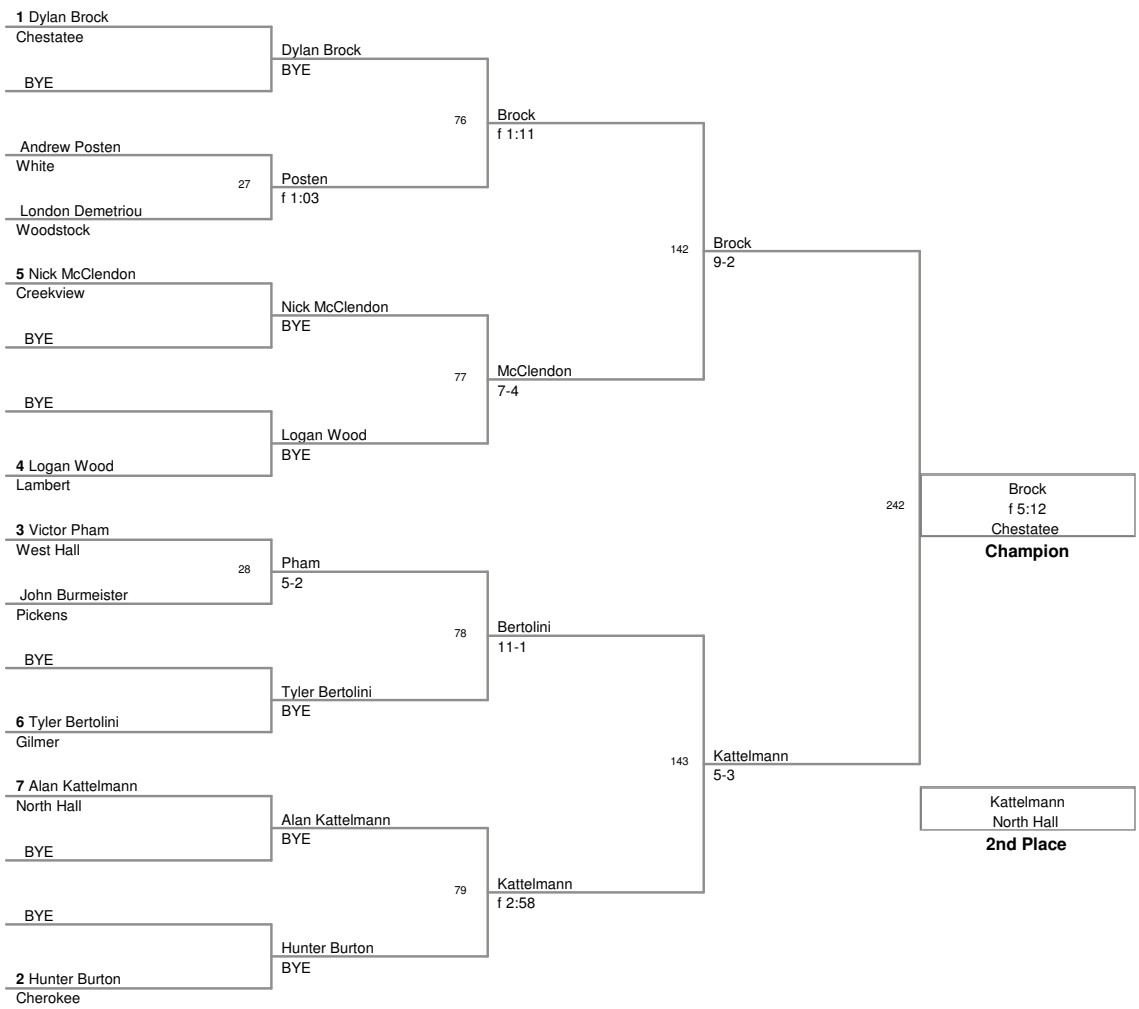 1 Dylan Brock
Chestatee
BYE
Andrew Posten
White
London Demetriou
Woodstock
5 Nick McClendon
Creekview
BYE
BYE
4 Logan Wood
Lambert
3 Victor Pham
West Hall
John Burmeister
Pickens
BYE
6 Tyler Bertolini
Gilmer
7 Alan Kattelmann
North Hall
BYE
BYE
2 Hunter Burton
Cherokee
27
28
Dylan Brock
BYE
Posten
f 1:03
Nick McClendon
BYE
Logan Wood
BYE
Pham
5-2
Tyler Bertolini
BYE
Alan Kattelmann
BYE
Hunter Burton
BYE
76
77
78
79
Brock
f 1:11
McClendon
7-4
Bertolini
11-1
Kattelmann
f 2:58
142
143
Brock
9-2
Kattelmann
5-3
242
Brock
f 5:12
Chestatee
Champion
Kattelmann
North Hall
2nd Place